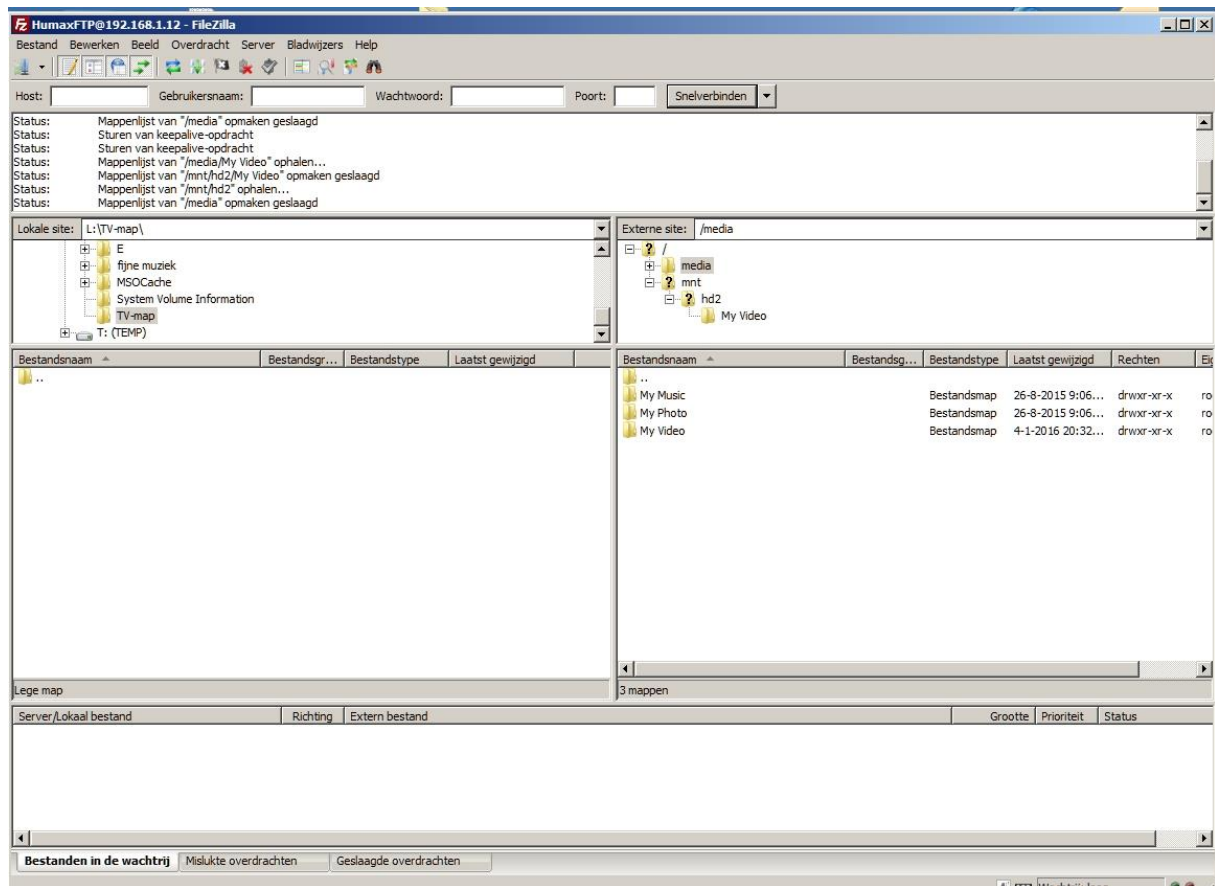 HumaxFTP@192.168.1.12 - FileZilla
Bestand Bewerken Beeld Overdracht Server Bladwijzers Help
Host: Gebruikersnaam: Wachtwoord: Poort: Snelverbinden
Status: Mappenlijst van "/media" opmaken geslaagd
Status: Sturen van keepalive-opdracht
Status: Sturen van keepalive-opdracht
Status: Mappenlijst van "/media/My Video" ophalen...
Status: Mappenlijst van "/mnt/hd2/My Video" opmaken geslaagd
Status: Mappenlijst van "/mnt/hd2" ophalen...
Status: Mappenlijst van "/media" opmaken geslaagd
Lokale site: L:\TV-map\
E
fijne muziek
MSOCache
System Volume Information
TV-map
T: (TEMP)
Externe site: /media
/
media
mnt
hd2
My Video
Bestandsnaam Bestandsgr... Bestandstype Laatst gewijzigd
..
Lege map
Bestandsnaam Bestandsg... Bestandstype Laatst gewijzigd Rechten Eig
..
My Music Bestandsmap 26-8-2015 9:06... drwxr-xr-x ro
My Photo Bestandsmap 26-8-2015 9:06... drwxr-xr-x ro
My Video Bestandsmap 4-1-2016 20:32... drwxr-xr-x ro
3 mappen
Server/Lokaal bestand Richting Extern bestand Grootte Prioriteit Status
Bestanden in de wachtrij Mislukte overdrachten Geslaagde overdrachten